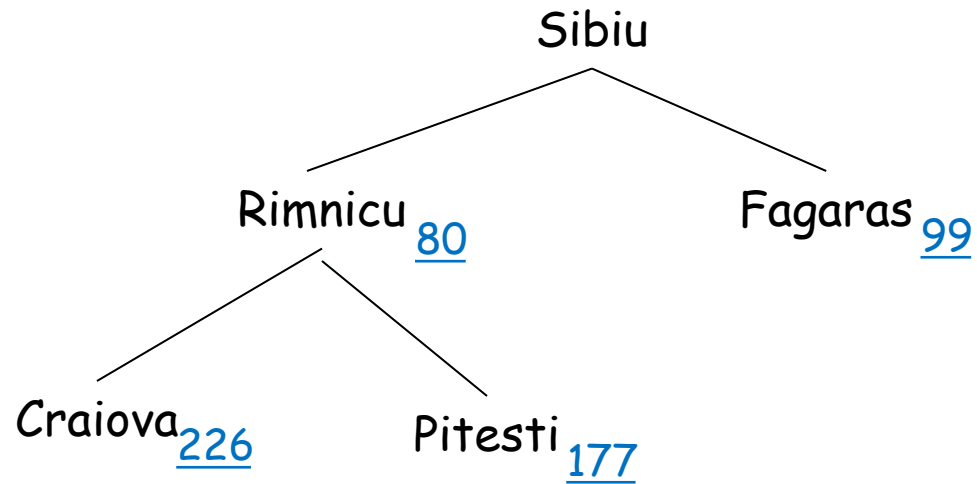 Sibiu
Rimnicu 80
Fagaras 99
Craiova 226
Pitesti 177